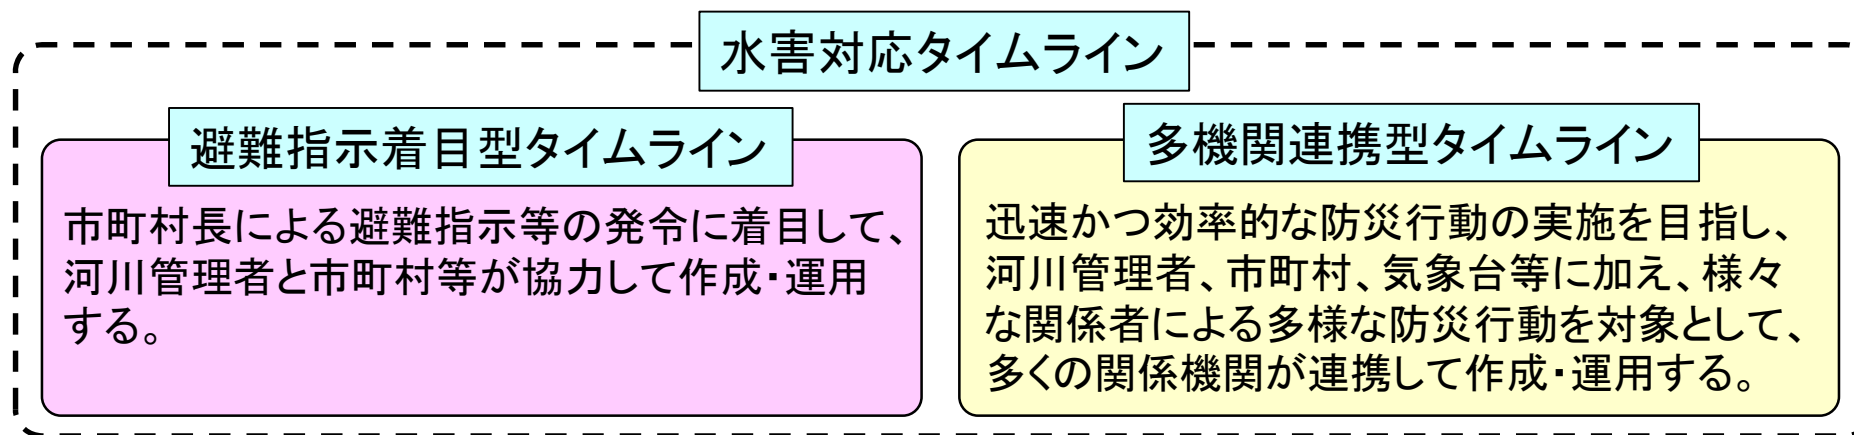 水害対応タイムライン
避難指示着目型タイムライン
市町村長による避難指示等の発令に着目して、
河川管理者と市町村等が協力して作成・運用
する。
多機関連携型タイムライン
迅速かつ効率的な防災行動の実施を目指し、
河川管理者、市町村、気象台等に加え、様々
な関係者による多様な防災行動を対象として、
多くの関係機関が連携して作成・運用する。